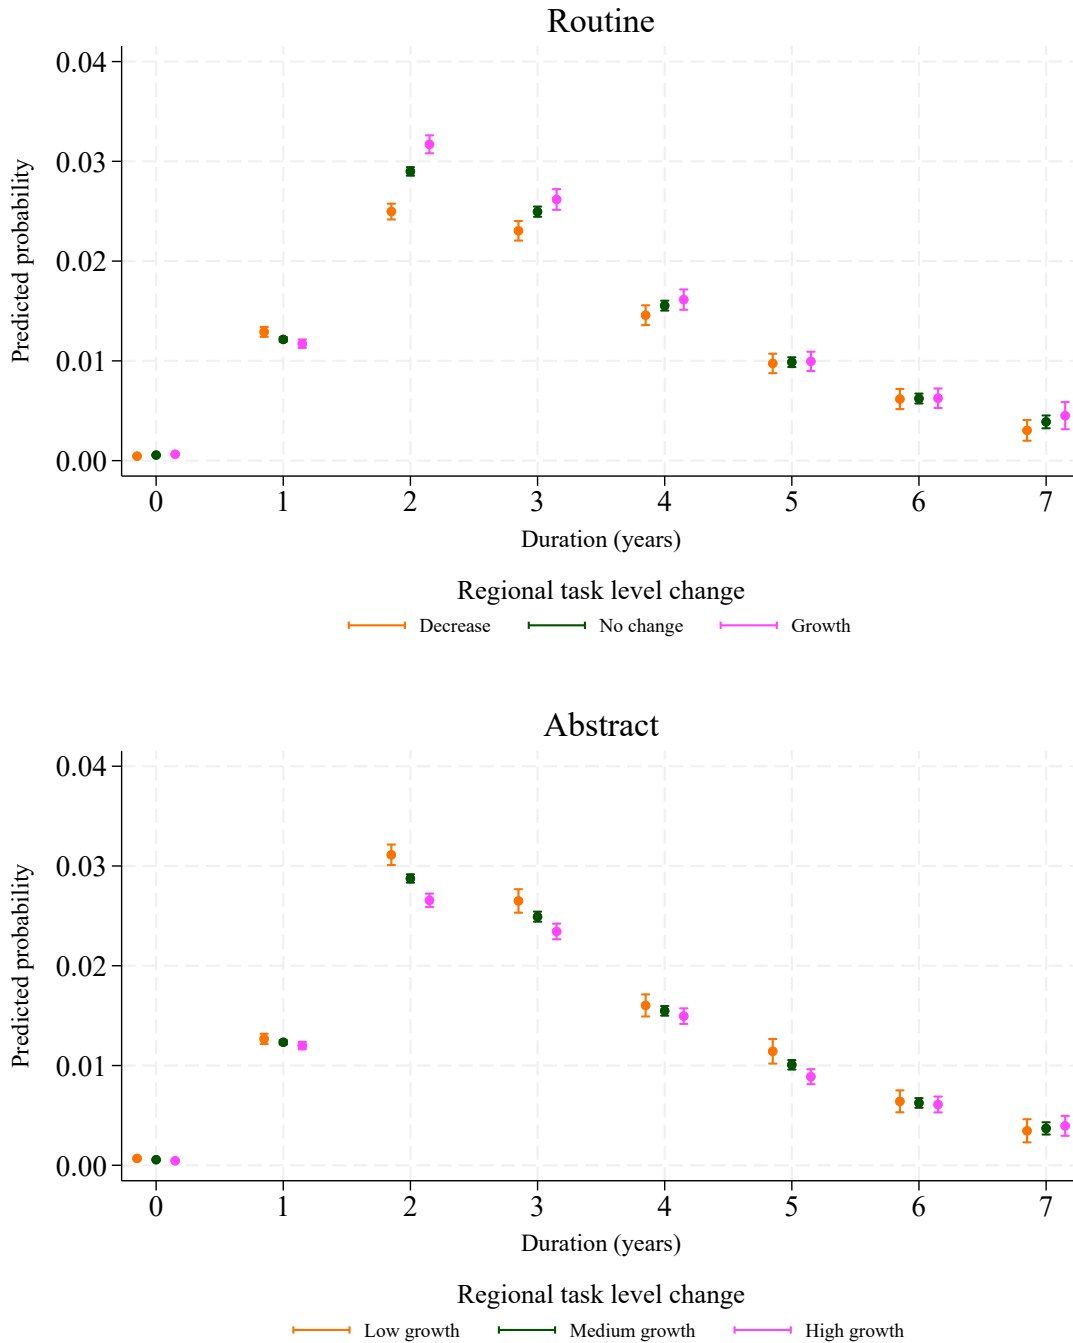 Routine
Predicted probability
0.04
0.03
0.02
0.01
0.00
0 1 2 3 4 5 6 7
Duration (years)
Regional task level change
Decrease No change Growth
Abstract
Predicted probability
0.04
0.03
0.02
0.01
0.00
0 1 2 3 4 5 6 7
Duration (years)
Regional task level change
Low growth Medium growth High growth